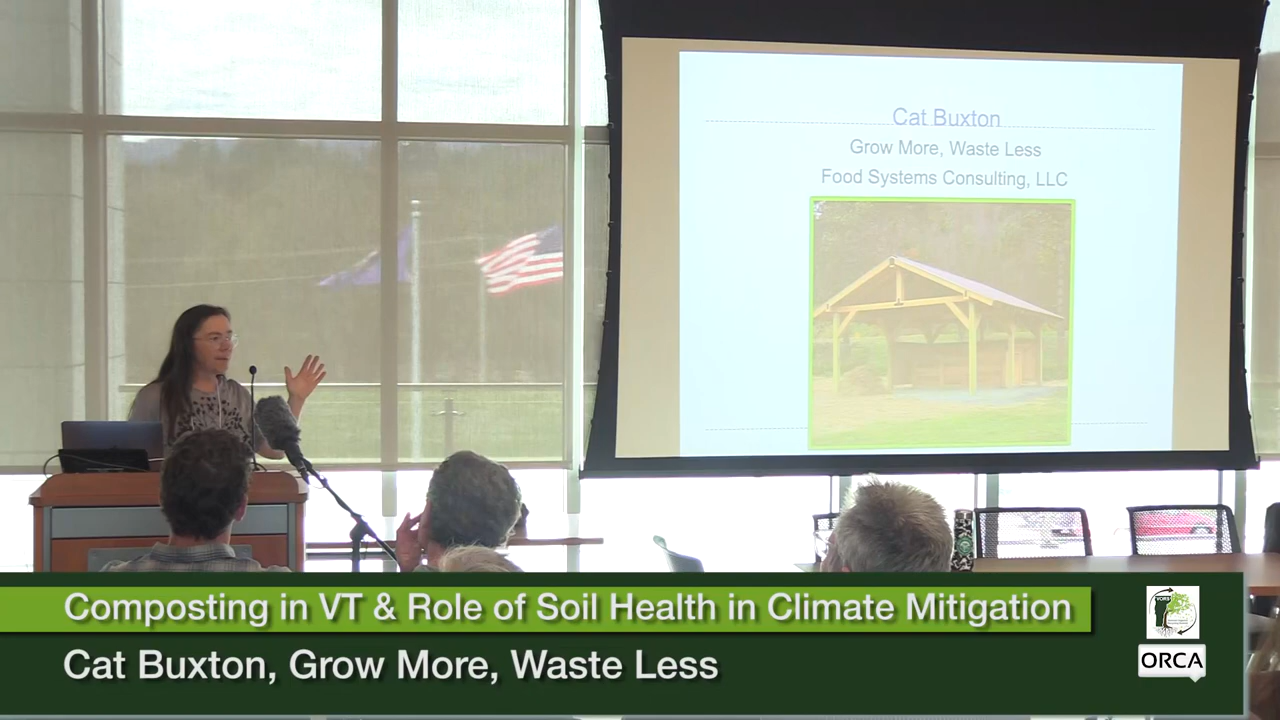 Cat Buxton
Grow More, Waste Less
Food Systems Consulting, LLC
Composting in VT & Role of Soil Health in Climate Mitigation
Cat Buxton, Grow More, Waste Less
ORCA